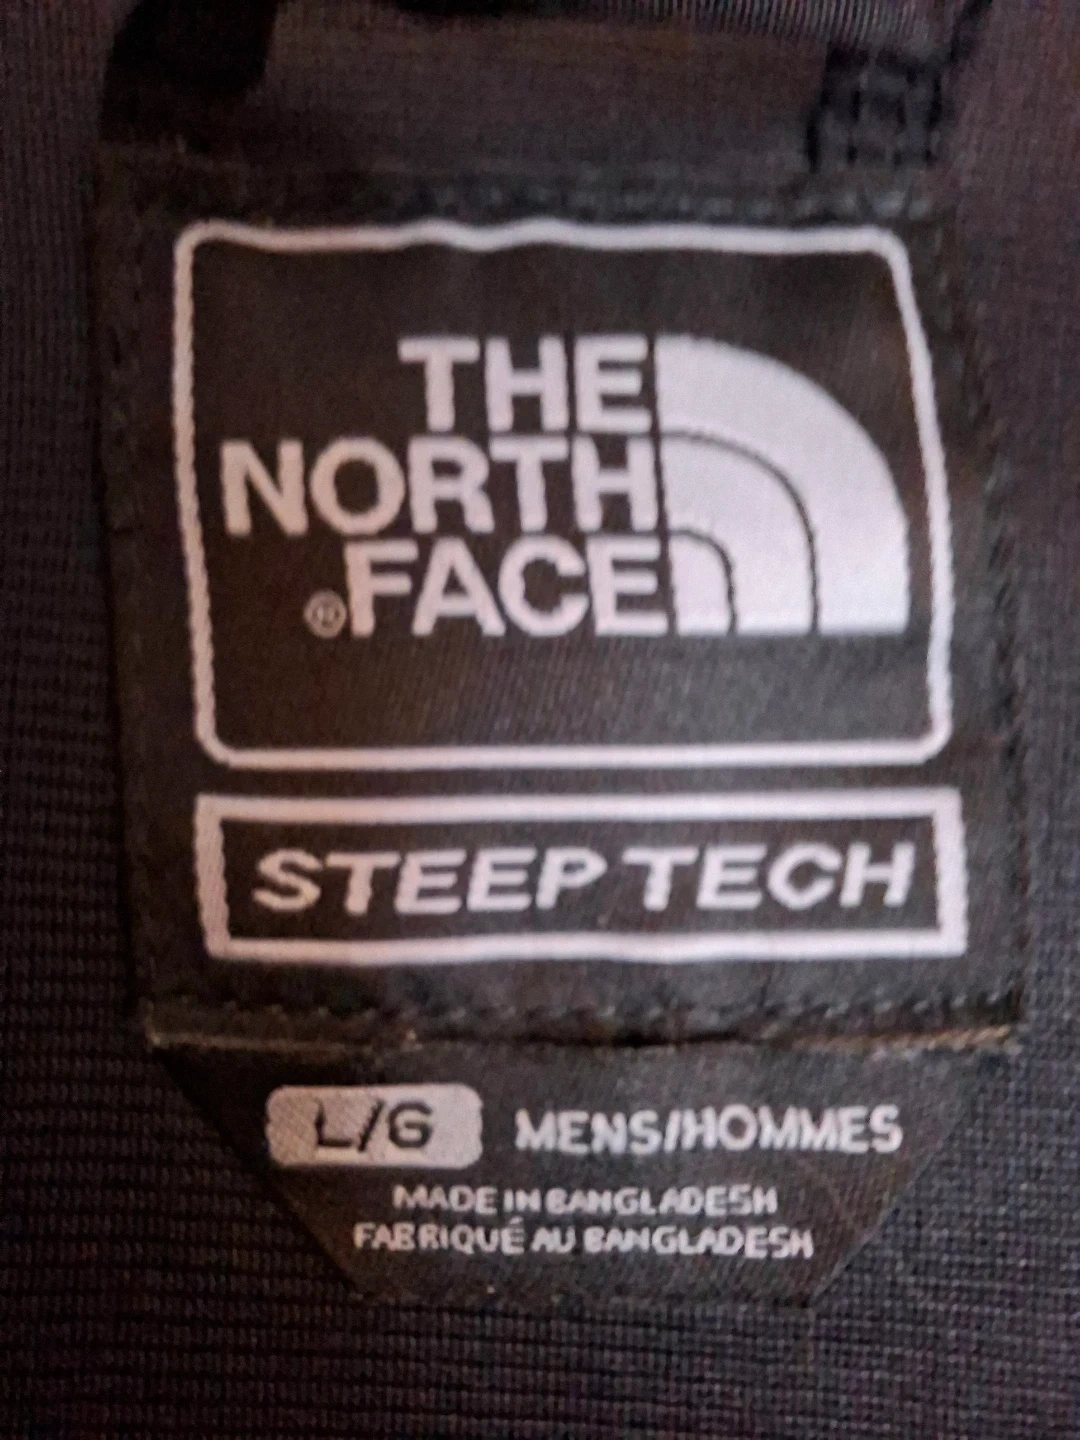 THE
NORTH
®FACE
STEEP TECH
L/G MENS/HOMMES
MADE IN BANGLADESH
FABRIQUÉ AU BANGLADESH